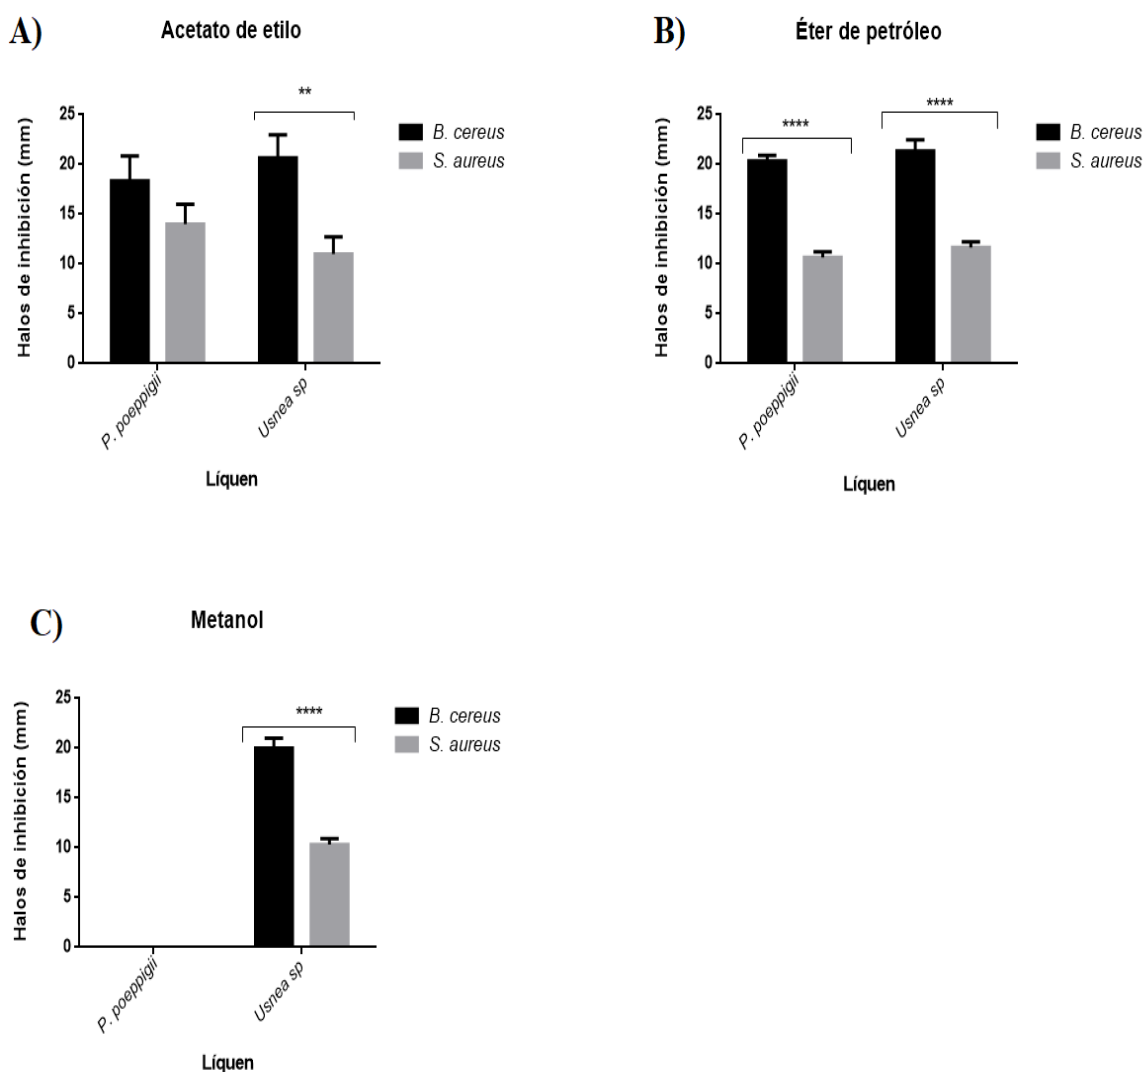 A)
Acetato de etilo
**
25
20
15
10
5
0
Halos de inhibición (mm)
B. cereus
S. aureus
P. poeppigii
Usnea sp
Líquen
B)
Éter de petróleo
****
****
25
20
15
10
5
0
Halos de inhibición (mm)
B. cereus
S. aureus
P. poeppigii
Usnea sp
Líquen
C)
Metanol
****
25
20
15
10
5
0
Halos de inhibición (mm)
B. cereus
S. aureus
P. poeppigii
Usnea sp
Líquen